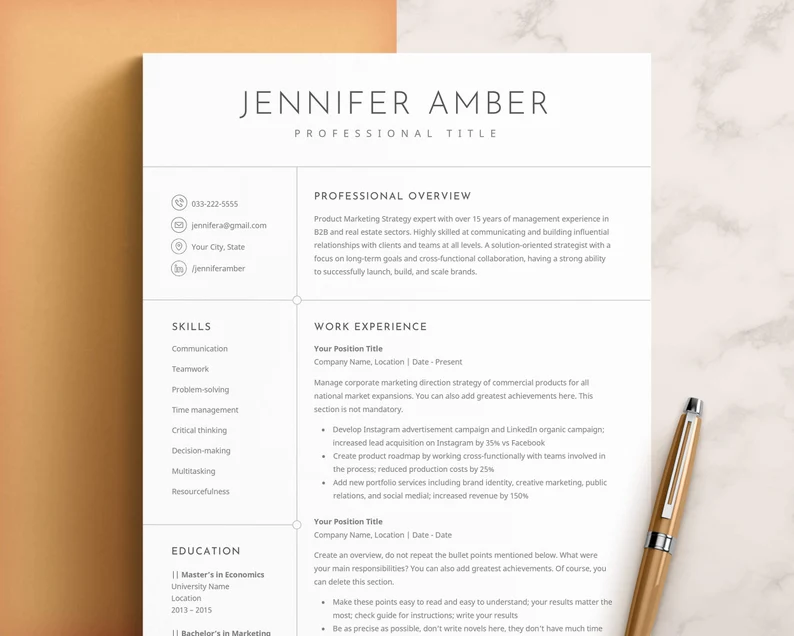 JENNIFER AMBER
PROFESSIONAL TITLE
033-222-5555
jennifera@gmail.com
Your City, State
/jenniferamber
PROFESSIONAL OVERVIEW
Product Marketing Strategy expert with over 15 years of management experience in
B2B and real estate sectors. Highly skilled at communicating and building influential
relationships with clients and teams at all levels. A solution-oriented strategist with a
focus on long-term goals and cross-functional collaboration, having a strong ability
to successfully launch, build, and scale brands.
SKILLS
Communication
Teamwork
Problem-solving
Time management
Critical thinking
Decision-making
Multitasking
Resourcefulness
EDUCATION
|| Master's in Economics
University Name
Location
2013 – 2015
|| Bachelor's in Marketing
WORK EXPERIENCE
Your Position Title
Company Name, Location | Date - Present
Manage corporate marketing direction strategy of commercial products for all
national market expansions. You can also add greatest achievements here. This
section is not mandatory.
• Develop Instagram advertisement campaign and LinkedIn organic campaign;
increased lead acquisition on Instagram by 35% vs Facebook
• Create product roadmap by working cross-functionally with teams involved in
the process; reduced production costs by 25%
• Add new portfolio services including brand identity, creative marketing, public
relations, and social medial; increased revenue by 150%
Your Position Title
Company Name, Location | Date - Date
Create an overview, do not repeat the bullet points mentioned below. What were
your main responsibilities? You can also add greatest achievements. Of course, you
can delete this section.
• Make these points easy to read and easy to understand; your results matter the
most; check guide for instructions; write your results
• Be as precise as possible, don't write novels here, they don't have much time